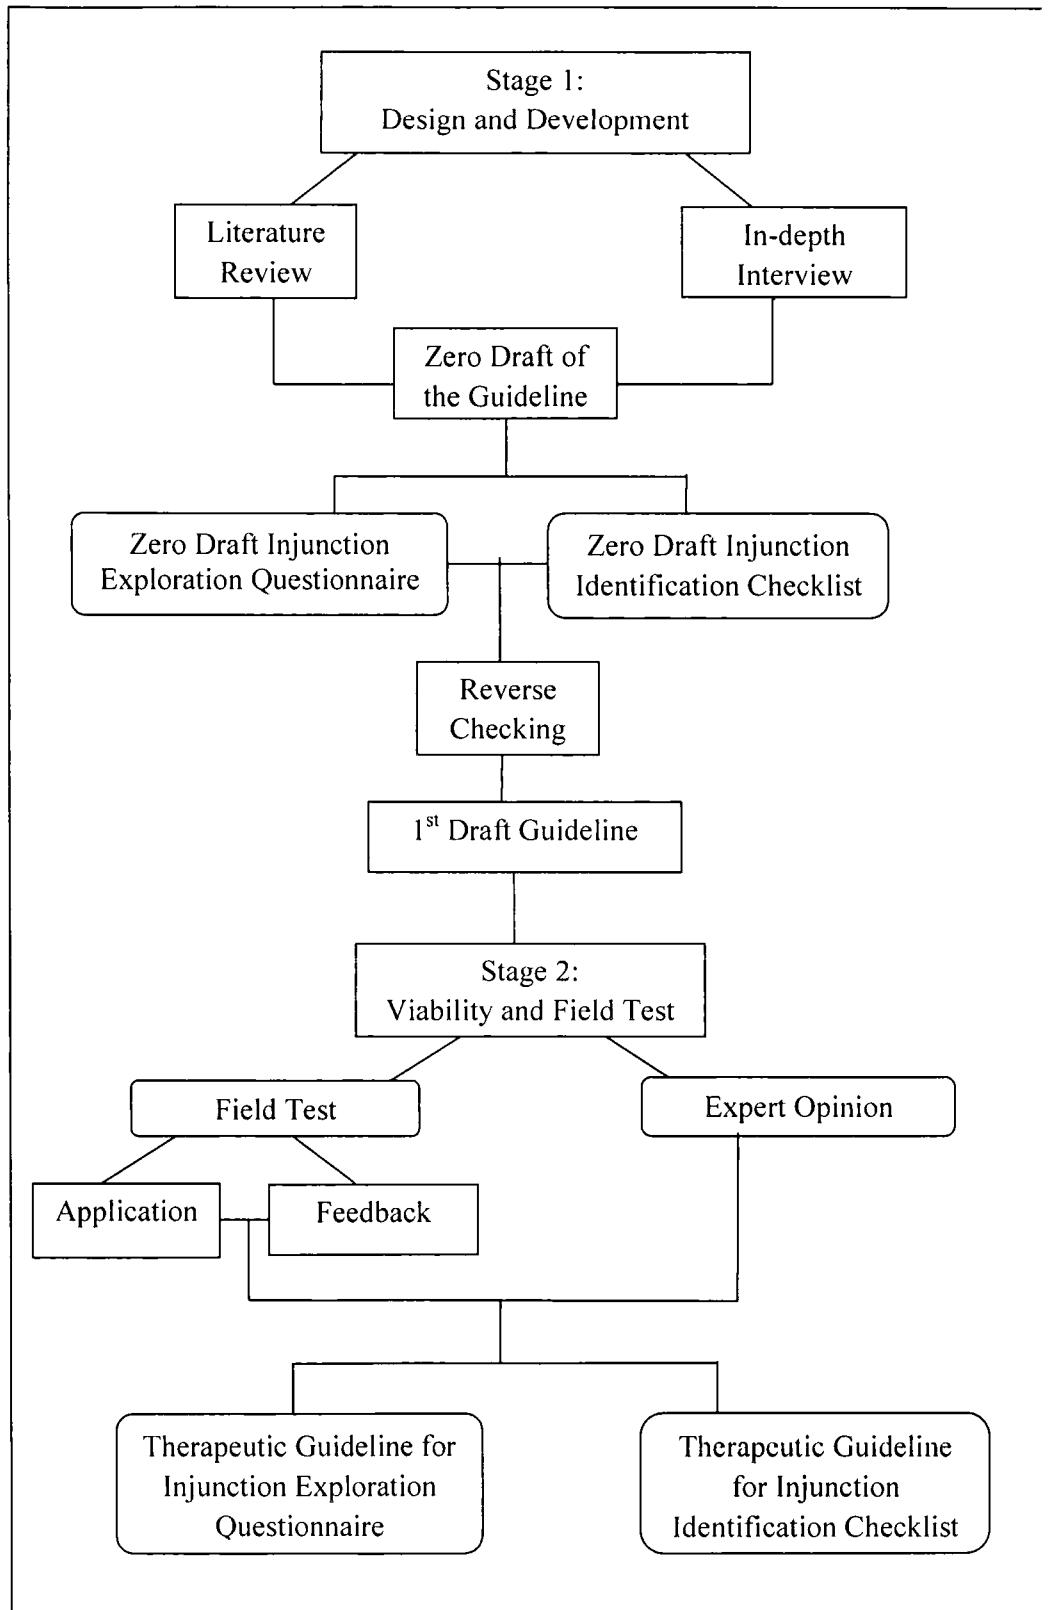 Stage 1:
Design and Development
Literature
Review
In-depth
Interview
Zero Draft of
the Guideline
Zero Draft Injunction
Exploration Questionnaire
Zero Draft Injunction
Identification Checklist
Reverse
Checking
1st Draft Guideline
Stage 2:
Viability and Field Test
Field Test
Expert Opinion
Application
Feedback
Therapeutic Guideline for
Injunction Exploration
Questionnaire
Therapeutic Guideline
for Injunction
Identification Checklist